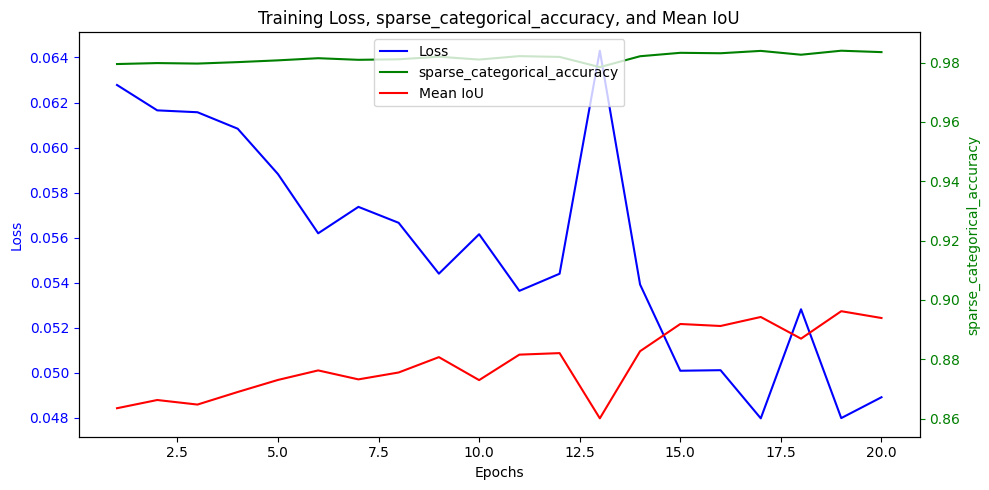 Training Loss, sparse_categorical_accuracy, and Mean IoU
Loss
sparse_categorical_accuracy
Mean IoU
0.064
0.062
0.060
0.058
0.056
0.054
0.052
0.050
0.048
Loss
0.98
0.96
0.94
0.92
0.90
0.88
0.86
sparse_categorical_accuracy
2.5 5.0 7.5 10.0 12.5 15.0 17.5 20.0
Epochs